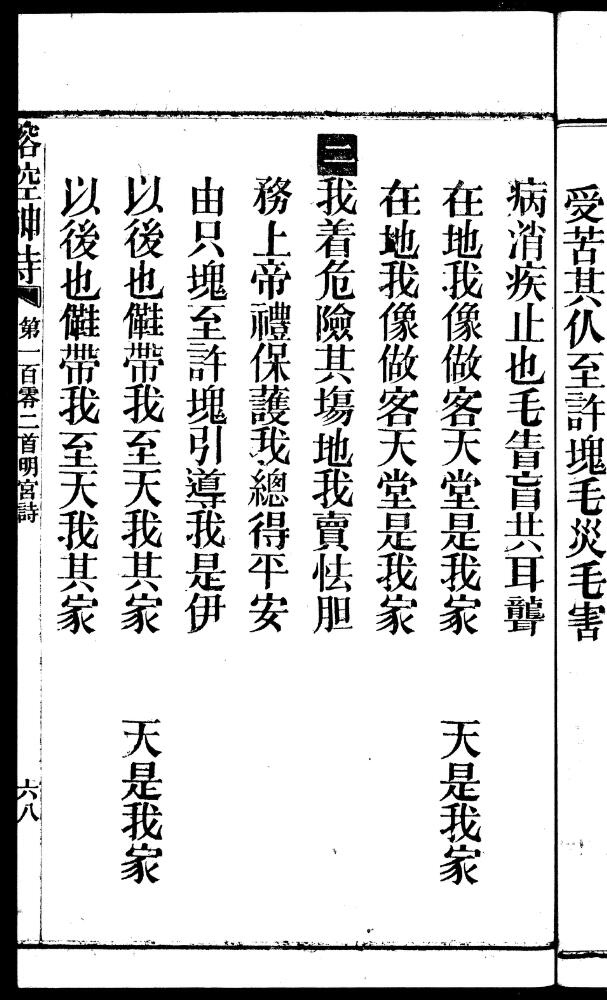 受苦其仈至許塊毛災毛害
病消疾止也毛眚盲共耳聾
在地我像做客天堂是我家　天是我家
在地我像做客天堂是我家
二 我着危險其塲地我賣怯胆
務上帝禮保護我總得平安
由只塊至許塊引導我是伊
以後也儺帶我至天我其家　天是我家
以後也儺帶我至天我其家
榕空神詩 第一百零二首明宮詩 六八